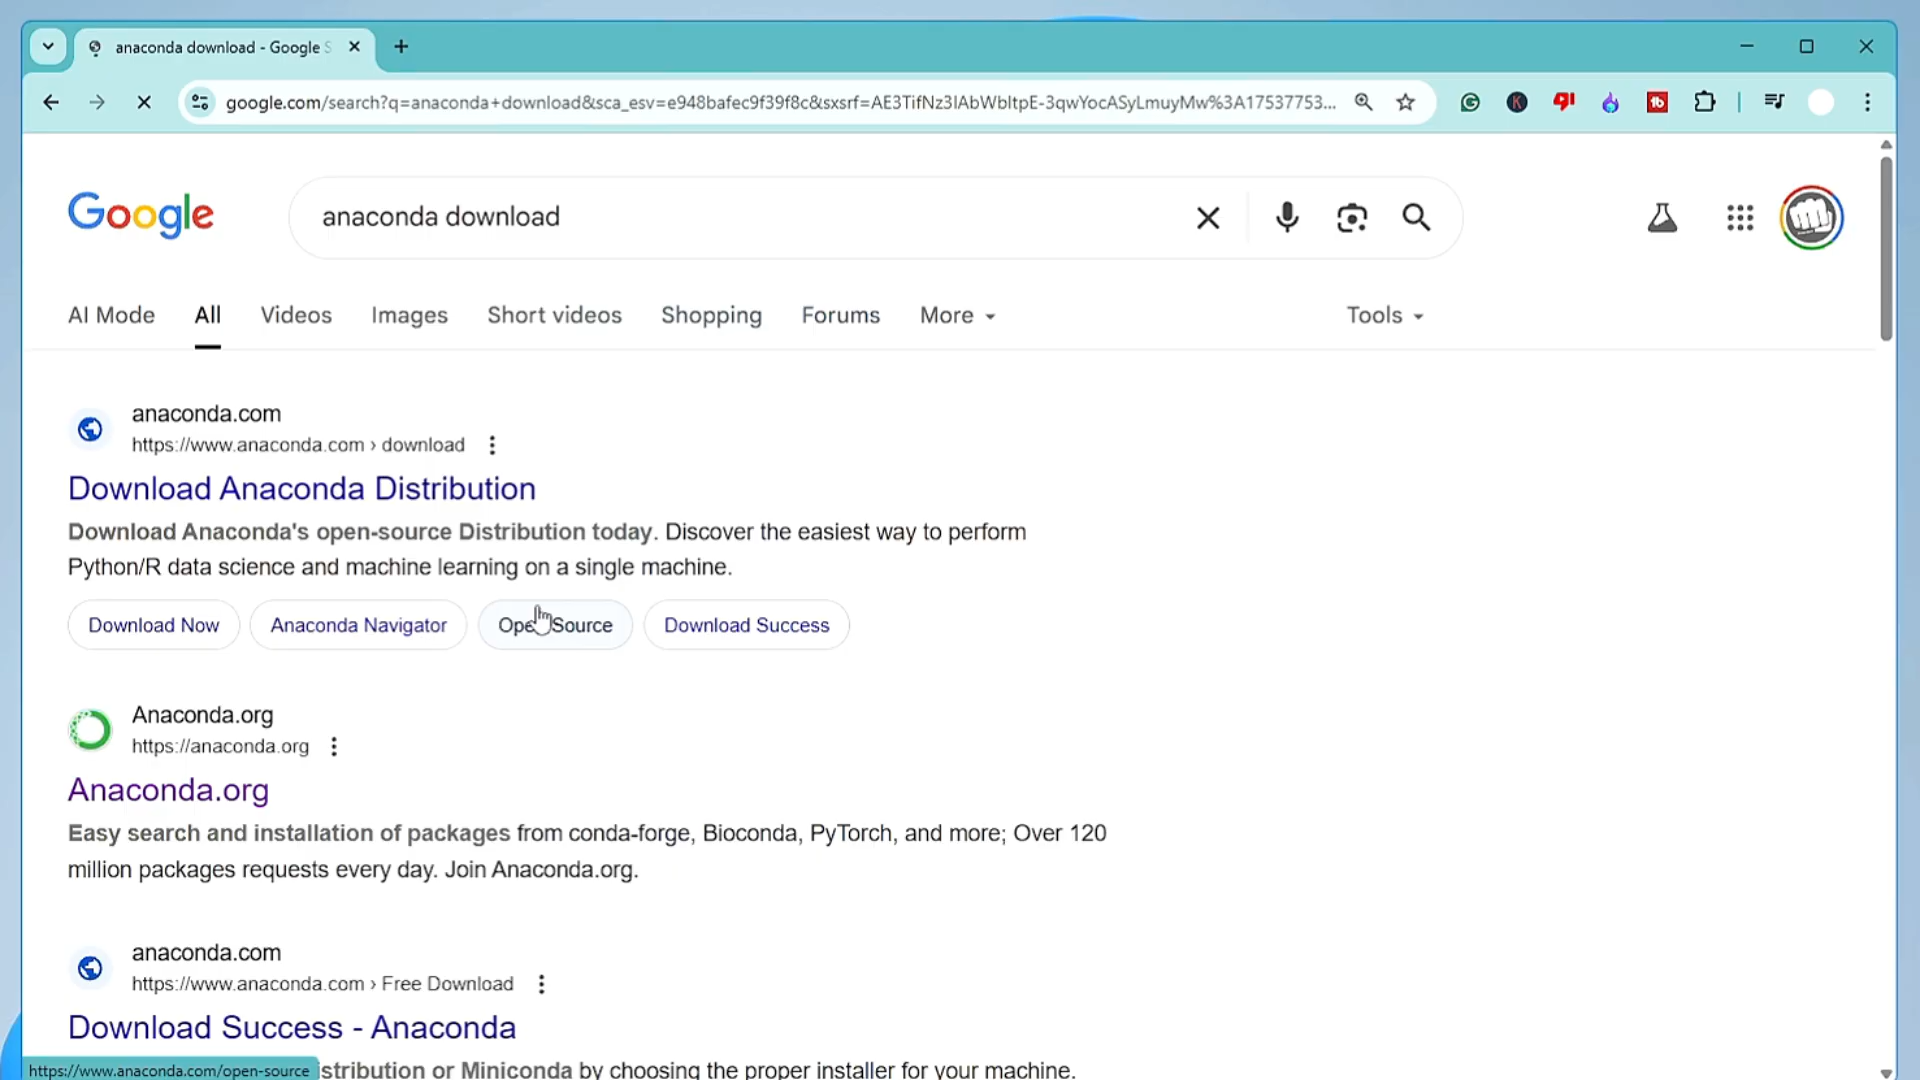 anaconda download - Google S
google.com/search?q=anaconda+download&sca_esv=e948bafec9f39f8c&sxsrf=AE3TifNz3IAbWbItpE-3qwYocASyLmuyMw%3A17537753...
Google
anaconda download
AI Mode
All
Videos
Images
Short videos
Shopping
Forums
More
Tools
anaconda.com
https://www.anaconda.com › download
Download Anaconda Distribution
Download Anaconda's open-source Distribution today. Discover the easiest way to perform
Python/R data science and machine learning on a single machine.
Download Now
Anaconda Navigator
Open Source
Download Success
Anaconda.org
https://anaconda.org
Anaconda.org
Easy search and installation of packages from conda-forge, Bioconda, PyTorch, and more; Over 120
million packages requests every day. Join Anaconda.org.
anaconda.com
https://www.anaconda.com › Free Download
Download Success - Anaconda
https://www.anaconda.com/open-source
stribution or Miniconda by choosing the proper installer for your machine.